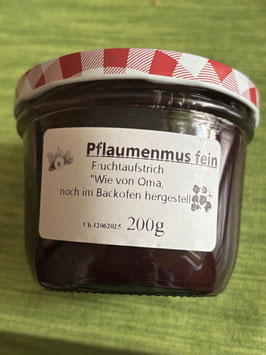 Pflaumenmus fein
Fruchtaufstrich
"Wie von Oma,
noch im Backofen hergestell
Ch.12062025 200g